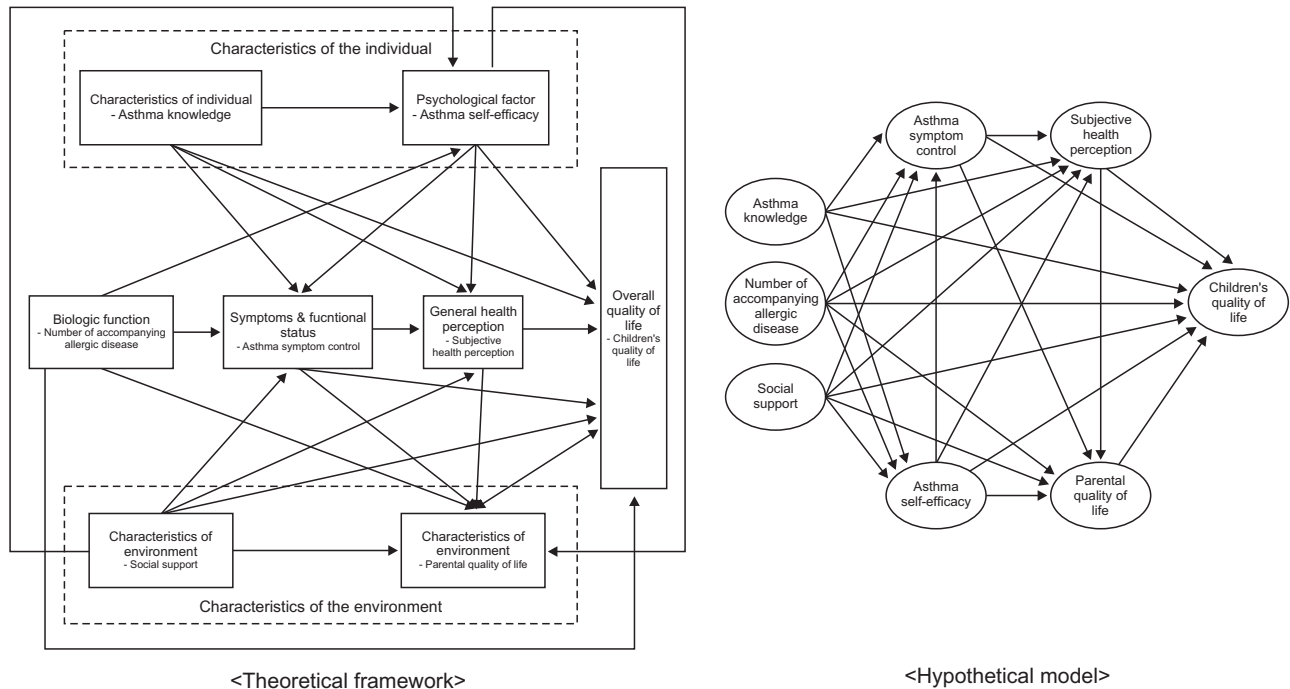 Characteristics of the individual
Characteristics of individual
- Asthma knowledge
Psychological factor
- Asthma self-efficacy
Biologic function
- Number of accompanying
allergic disease
Symptoms & fucntional
status
- Asthma symptom control
General health
perception
- Subjective
health perception
Overall
quality of
life
- Children's
quality of
life
Characteristics of
environment
- Social support
Characteristics of
environment
- Parental quality of life
Characteristics of the environment
<Theoretical framework>
Asthma
symptom
control
Subjective
health
perception
Asthma
knowledge
Number of
accompanying
allergic
disease
Children's
quality of
life
Social
support
Asthma
self-efficacy
Parental
quality of
life
<Hypothetical model>